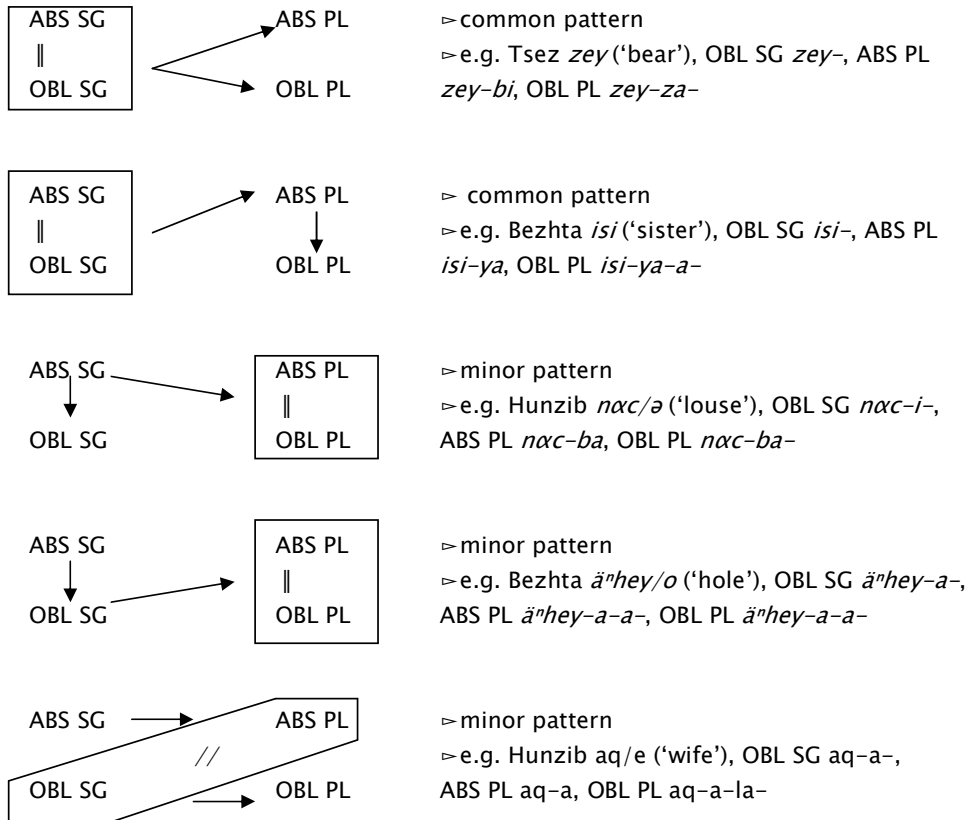 ABS SG ABS PL ▻common pattern
‖ ▻e.g. Tsez zey (‘bear’), OBL SG zey-, ABS PL
OBL SG OBL PL zey-bi, OBL PL zey-za-
ABS SG ABS PL ▻ common pattern
‖ ▻e.g. Bezhta isi (‘sister’), OBL SG isi-, ABS PL
OBL SG OBL PL isi-ya, OBL PL isi-ya-a-
ABS SG ABS PL ▻minor pattern
‖ ▻e.g. Hunzib nαc/ə (‘louse’), OBL SG nαc-i-,
OBL SG OBL PL ABS PL nαc-ba, OBL PL nαc-ba-
ABS SG ABS PL ▻minor pattern
‖ ▻e.g. Bezhta äⁿhey/o (‘hole’), OBL SG äⁿhey-a-,
OBL SG OBL PL ABS PL äⁿhey-a-a-, OBL PL äⁿhey-a-a-
ABS SG ABS PL ▻minor pattern
// ▻e.g. Hunzib aq/e (‘wife’), OBL SG aq-a-,
OBL SG OBL PL ABS PL aq-a, OBL PL aq-a-la-